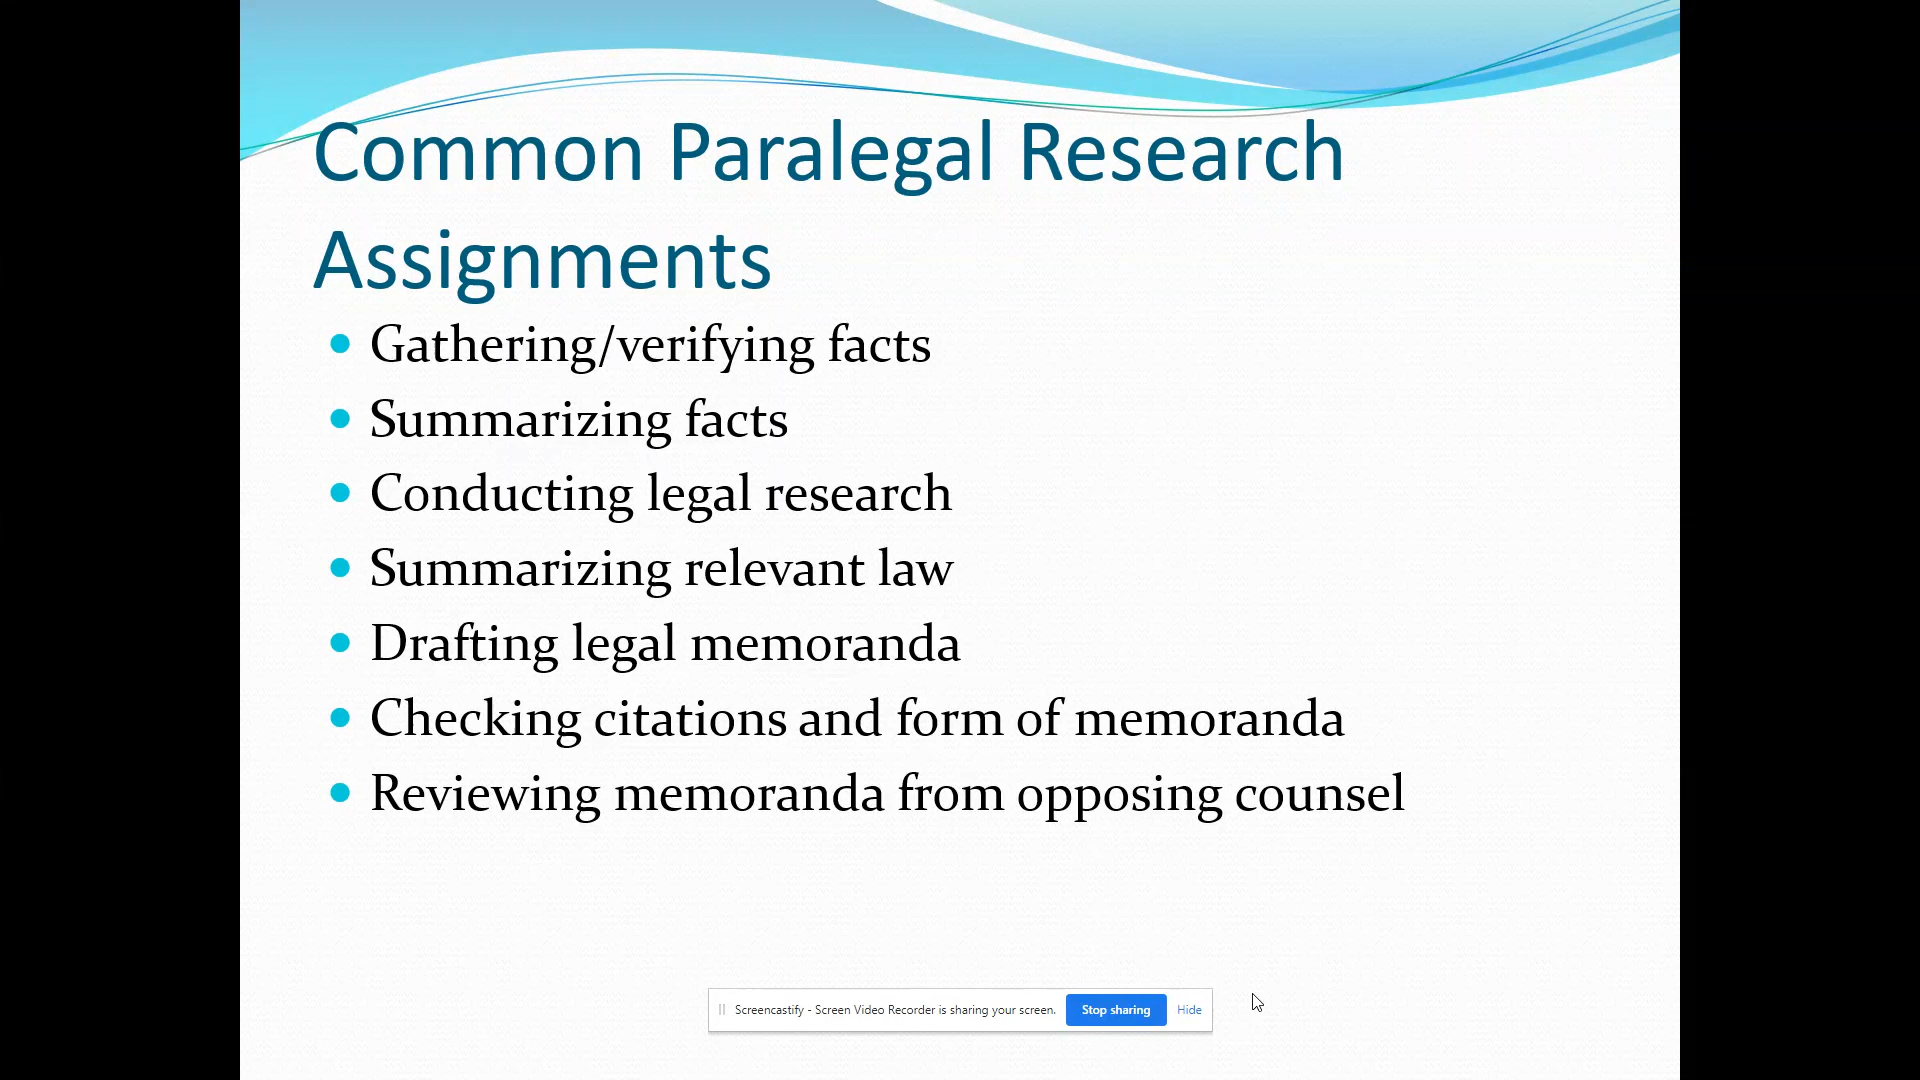 Common Paralegal Research
Assignments
• Gathering/verifying facts
• Summarizing facts
• Conducting legal research
• Summarizing relevant law
• Drafting legal memoranda
• Checking citations and form of memoranda
• Reviewing memoranda from opposing counsel
Screencastify - Screen Video Recorder is sharing your screen. Stop sharing Hide